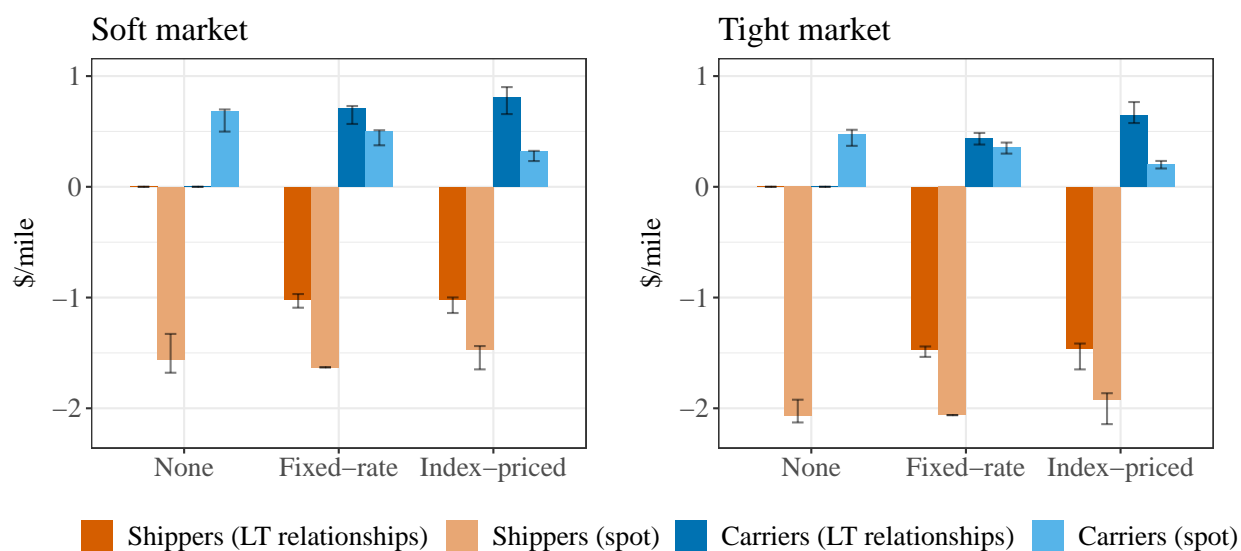 Soft market
Tight market
$/mile
1
0
−1
−2
None
Fixed−rate
Index−priced
$/mile
1
0
−1
−2
None
Fixed−rate
Index−priced
Shippers (LT relationships)
Shippers (spot)
Carriers (LT relationships)
Carriers (spot)